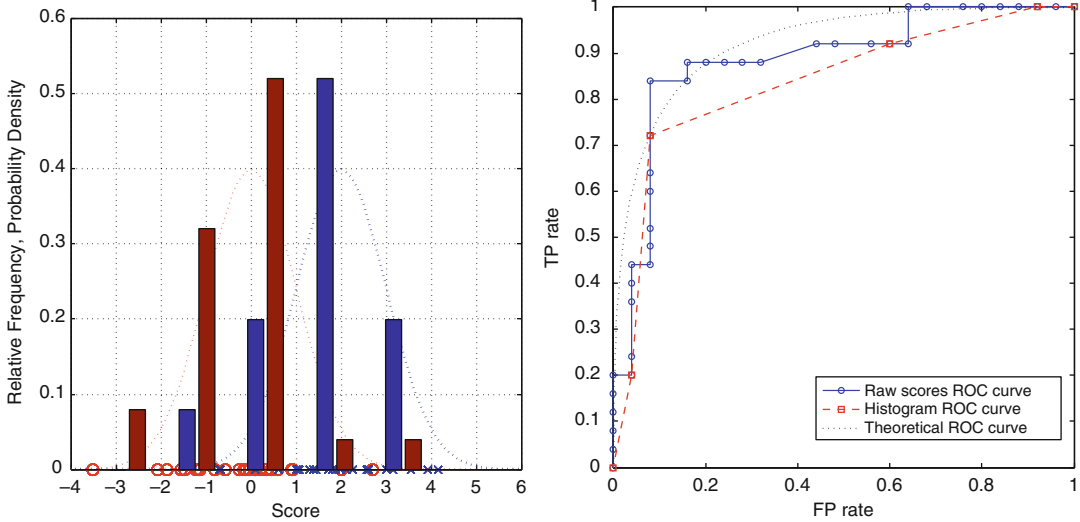 0.6
0.5
0.4
0.3
0.2
0.1
0
Relative Frequency, Probability Density
−4 −3 −2 −1 0 1 2 3 4 5 6
Score
1
0.9
0.8
0.7
0.6
0.5
0.4
0.3
0.2
0.1
0
TP rate
Raw scores ROC curve
Histogram ROC curve
Theoretical ROC curve
0 0.2 0.4 0.6 0.8 1
FP rate